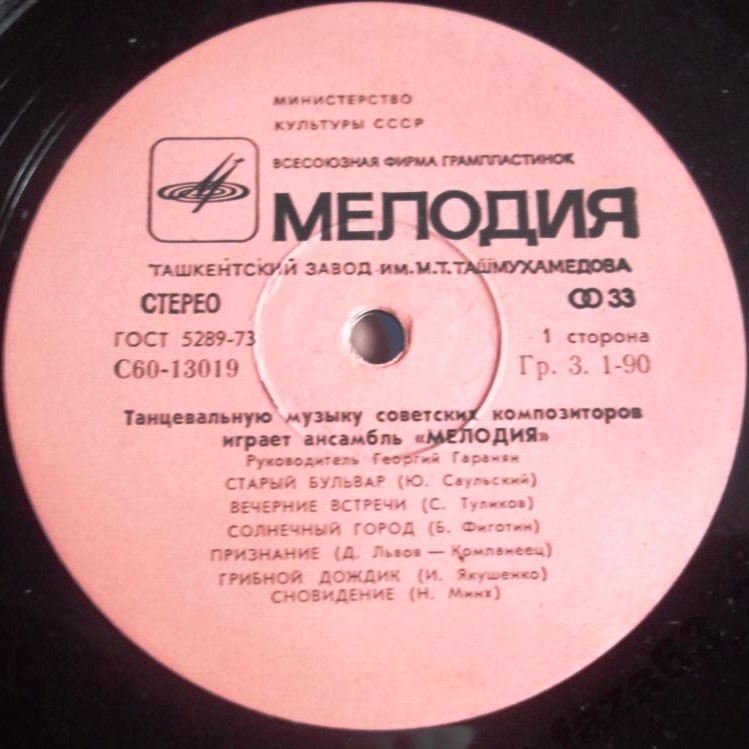 МИНИСТЕРСТВО
КУЛЬТУРЫ СССР
ВСЕСОЮЗНАЯ ФИРМА ГРАМПЛАСТИНОК
МЕЛОДИЯ
ТАШКЕНТСКИЙ ЗАВОД ИМ. М.Т. ТАШМУХАМЕДОВА
СТЕРЕО 33
ГОСТ 5289-73 1 сторона
С60-13019 Гр. 3. 1-90
Танцевальную музыку советских композиторов
играет ансамбль «МЕЛОДИЯ»
Руководитель Георгий Гаранян
СТАРЫЙ БУЛЬВАР (Ю. Саульский)
ВЕЧЕРНИЕ ВСТРЕЧИ (С. Туликов)
СОЛНЕЧНЫЙ ГОРОД (Б. Фиготин)
ПРИЗНАНИЕ (Д. Львов — Компанеец)
ГРИБНОЙ ДОЖДИК (И. Якушенко)
СНОВИДЕНИЕ (Н. Минх)